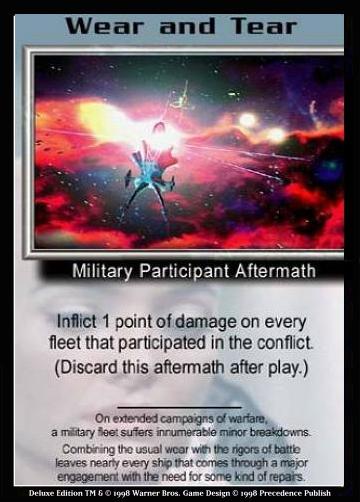 Wear and Tear
Military Participant Aftermath
Inflict 1 point of damage on every
fleet that participated in the conflict.
(Discard this aftermath after play.)
On extended campaigns of warfare,
a military fleet suffers innumerable minor breakdowns.
Combining the usual wear with the rigors of battle
leaves nearly every ship that comes through a major
engagement with the need for some kind of repairs.
Deluxe Edition TM & © 1998 Warner Bros. Game Design © 1998 Precedence Publish